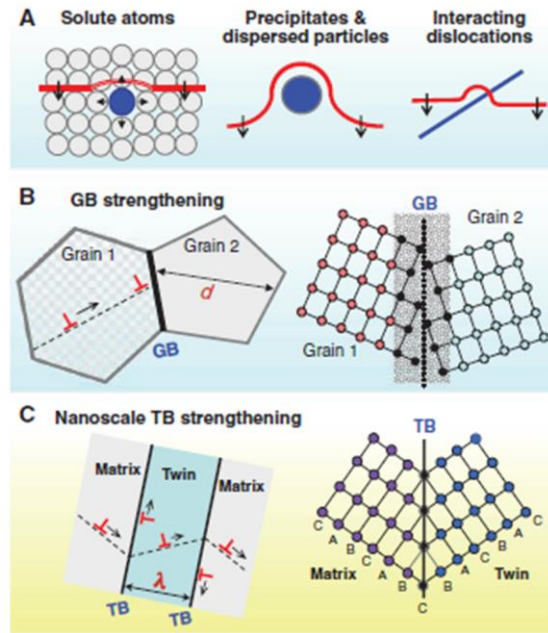 A Solute atoms
Precipitates &
dispersed particles
Interacting
dislocations
B GB strengthening
Grain 1
Grain 2
d
GB
GB
Grain 2
Grain 1
C Nanoscale TB strengthening
Matrix
Twin
Matrix
λ
TB
TB
TB
C
A
B
C
A
B
C
B
A
C
B
A
C
Matrix
Twin